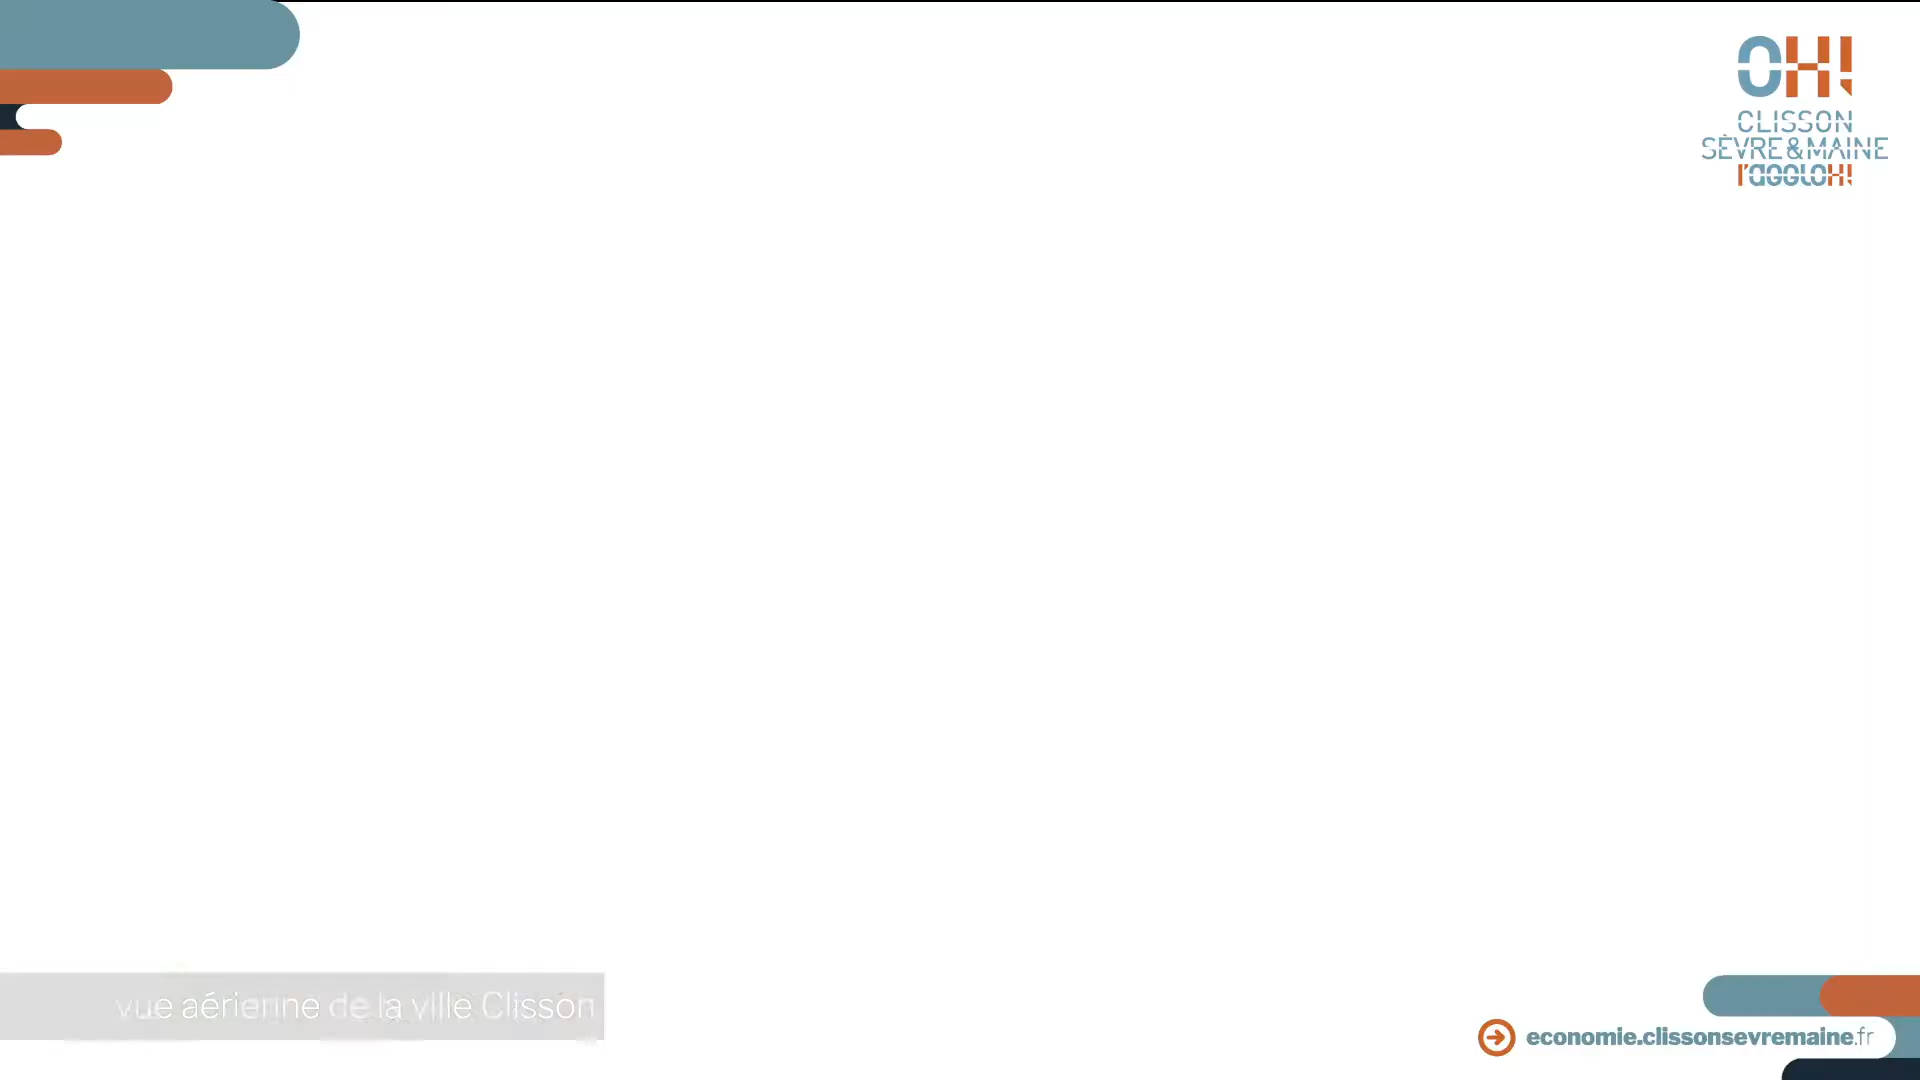 OH!
CLISSON
SÈVRE&MAINE
l'aggloH!
vue aérienne de la ville Clisson
economie.clissonsevremaine.fr